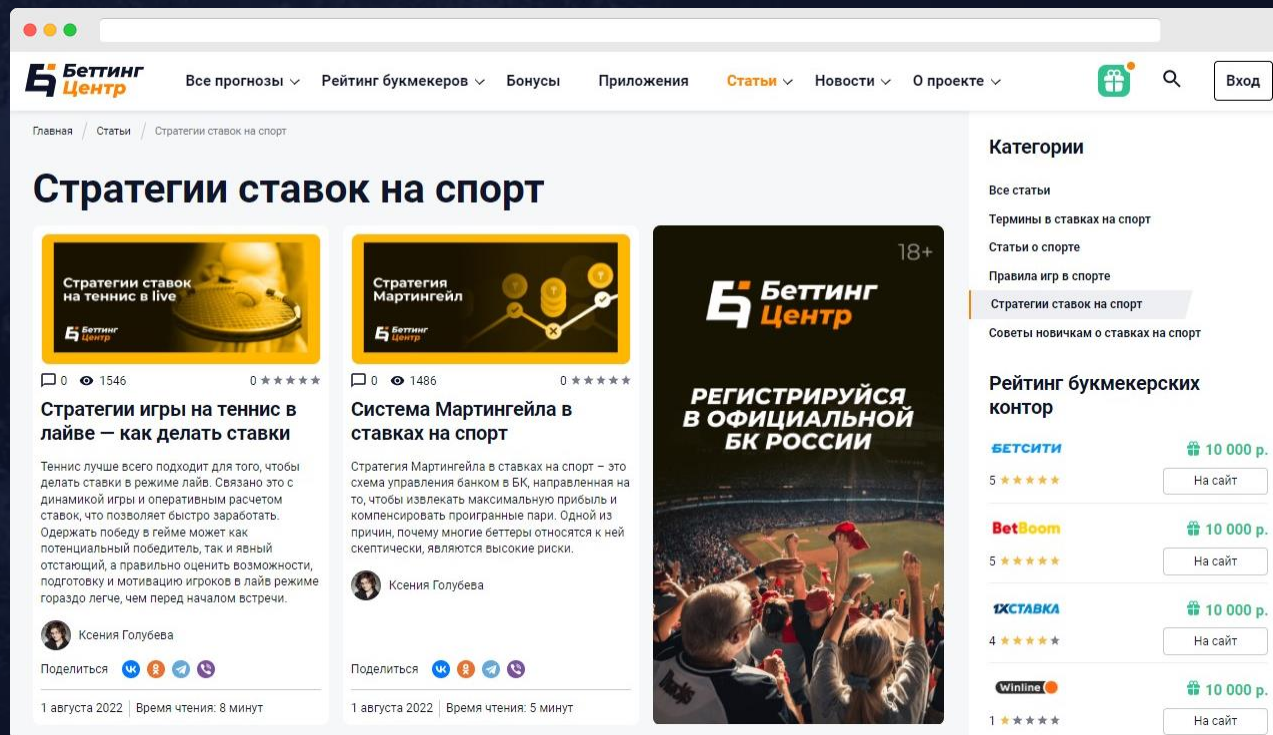 Беттинг
Центр
Все прогнозы
Рейтинг букмекеров
Бонусы
Приложения
Статьи
Новости
О проекте
Вход
Главная / Статьи / Стратегии ставок на спорт
Стратегии ставок на спорт
Стратегии ставок
на теннис в live
Беттинг
Центр
0 1546 0
Стратегии игры на теннис в
лайве — как делать ставки
Теннис лучше всего подходит для того, чтобы
делать ставки в режиме лайв. Связано это с
динамикой игры и оперативным расчетом
ставок, что позволяет быстро заработать.
Одержать победу в гейме может как
потенциальный победитель, так и явный
отстающий, а правильно оценить возможности,
подготовку и мотивацию игроков в лайв режиме
гораздо легче, чем перед началом встречи.
Ксения Голубева
Поделиться
1 августа 2022 Время чтения: 8 минут
Стратегия
Мартингейл
Беттинг
Центр
0 1486 0
Система Мартингейла в
ставках на спорт
Стратегия Мартингейла в ставках на спорт – это
схема управления банком в БК, направленная на
то, чтобы извлекать максимальную прибыль и
компенсировать проигранные пари. Одной из
причин, почему многие беттеры относятся к ней
скептически, являются высокие риски.
Ксения Голубева
Поделиться
1 августа 2022 Время чтения: 5 минут
18+
Беттинг
Центр
РЕГИСТРИРУЙСЯ
В ОФИЦИАЛЬНОЙ
БК РОССИИ
Категории
Все статьи
Термины в ставках на спорт
Статьи о спорте
Правила игр в спорте
Стратегии ставок на спорт
Советы новичкам о ставках на спорт
Рейтинг букмекерских
контор
БЕТСИТИ 10 000 р.
5 На сайт
BetBoom 10 000 р.
5 На сайт
1XСТАВКА 10 000 р.
4 На сайт
Winline 10 000 р.
1 На сайт